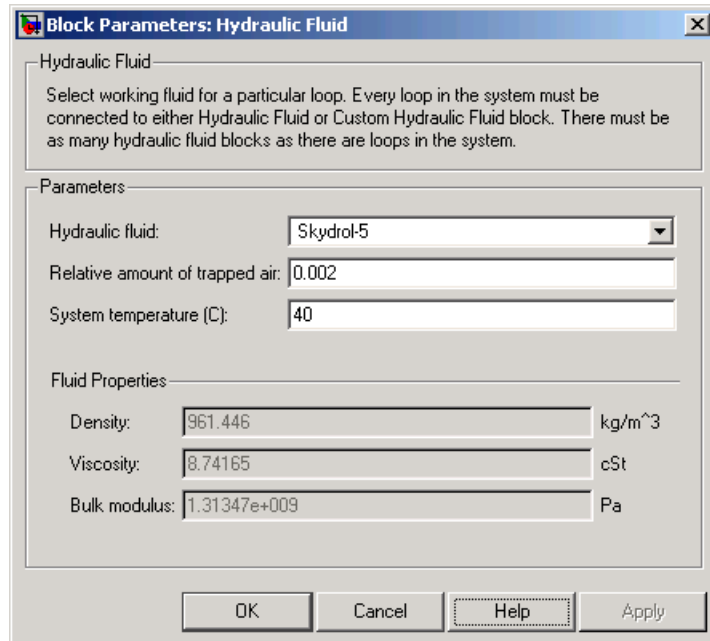 Block Parameters: Hydraulic Fluid
Hydraulic Fluid
Select working fluid for a particular loop. Every loop in the system must be
connected to either Hydraulic Fluid or Custom Hydraulic Fluid block. There must be
as many hydraulic fluid blocks as there are loops in the system.
Parameters
Hydraulic fluid: Skydrol-5
Relative amount of trapped air: 0.002
System temperature (C): 40
Fluid Properties
Density: 961.446 kg/m^3
Viscosity: 8.74165 cSt
Bulk modulus: 1.31347e+009 Pa
OK Cancel Help Apply